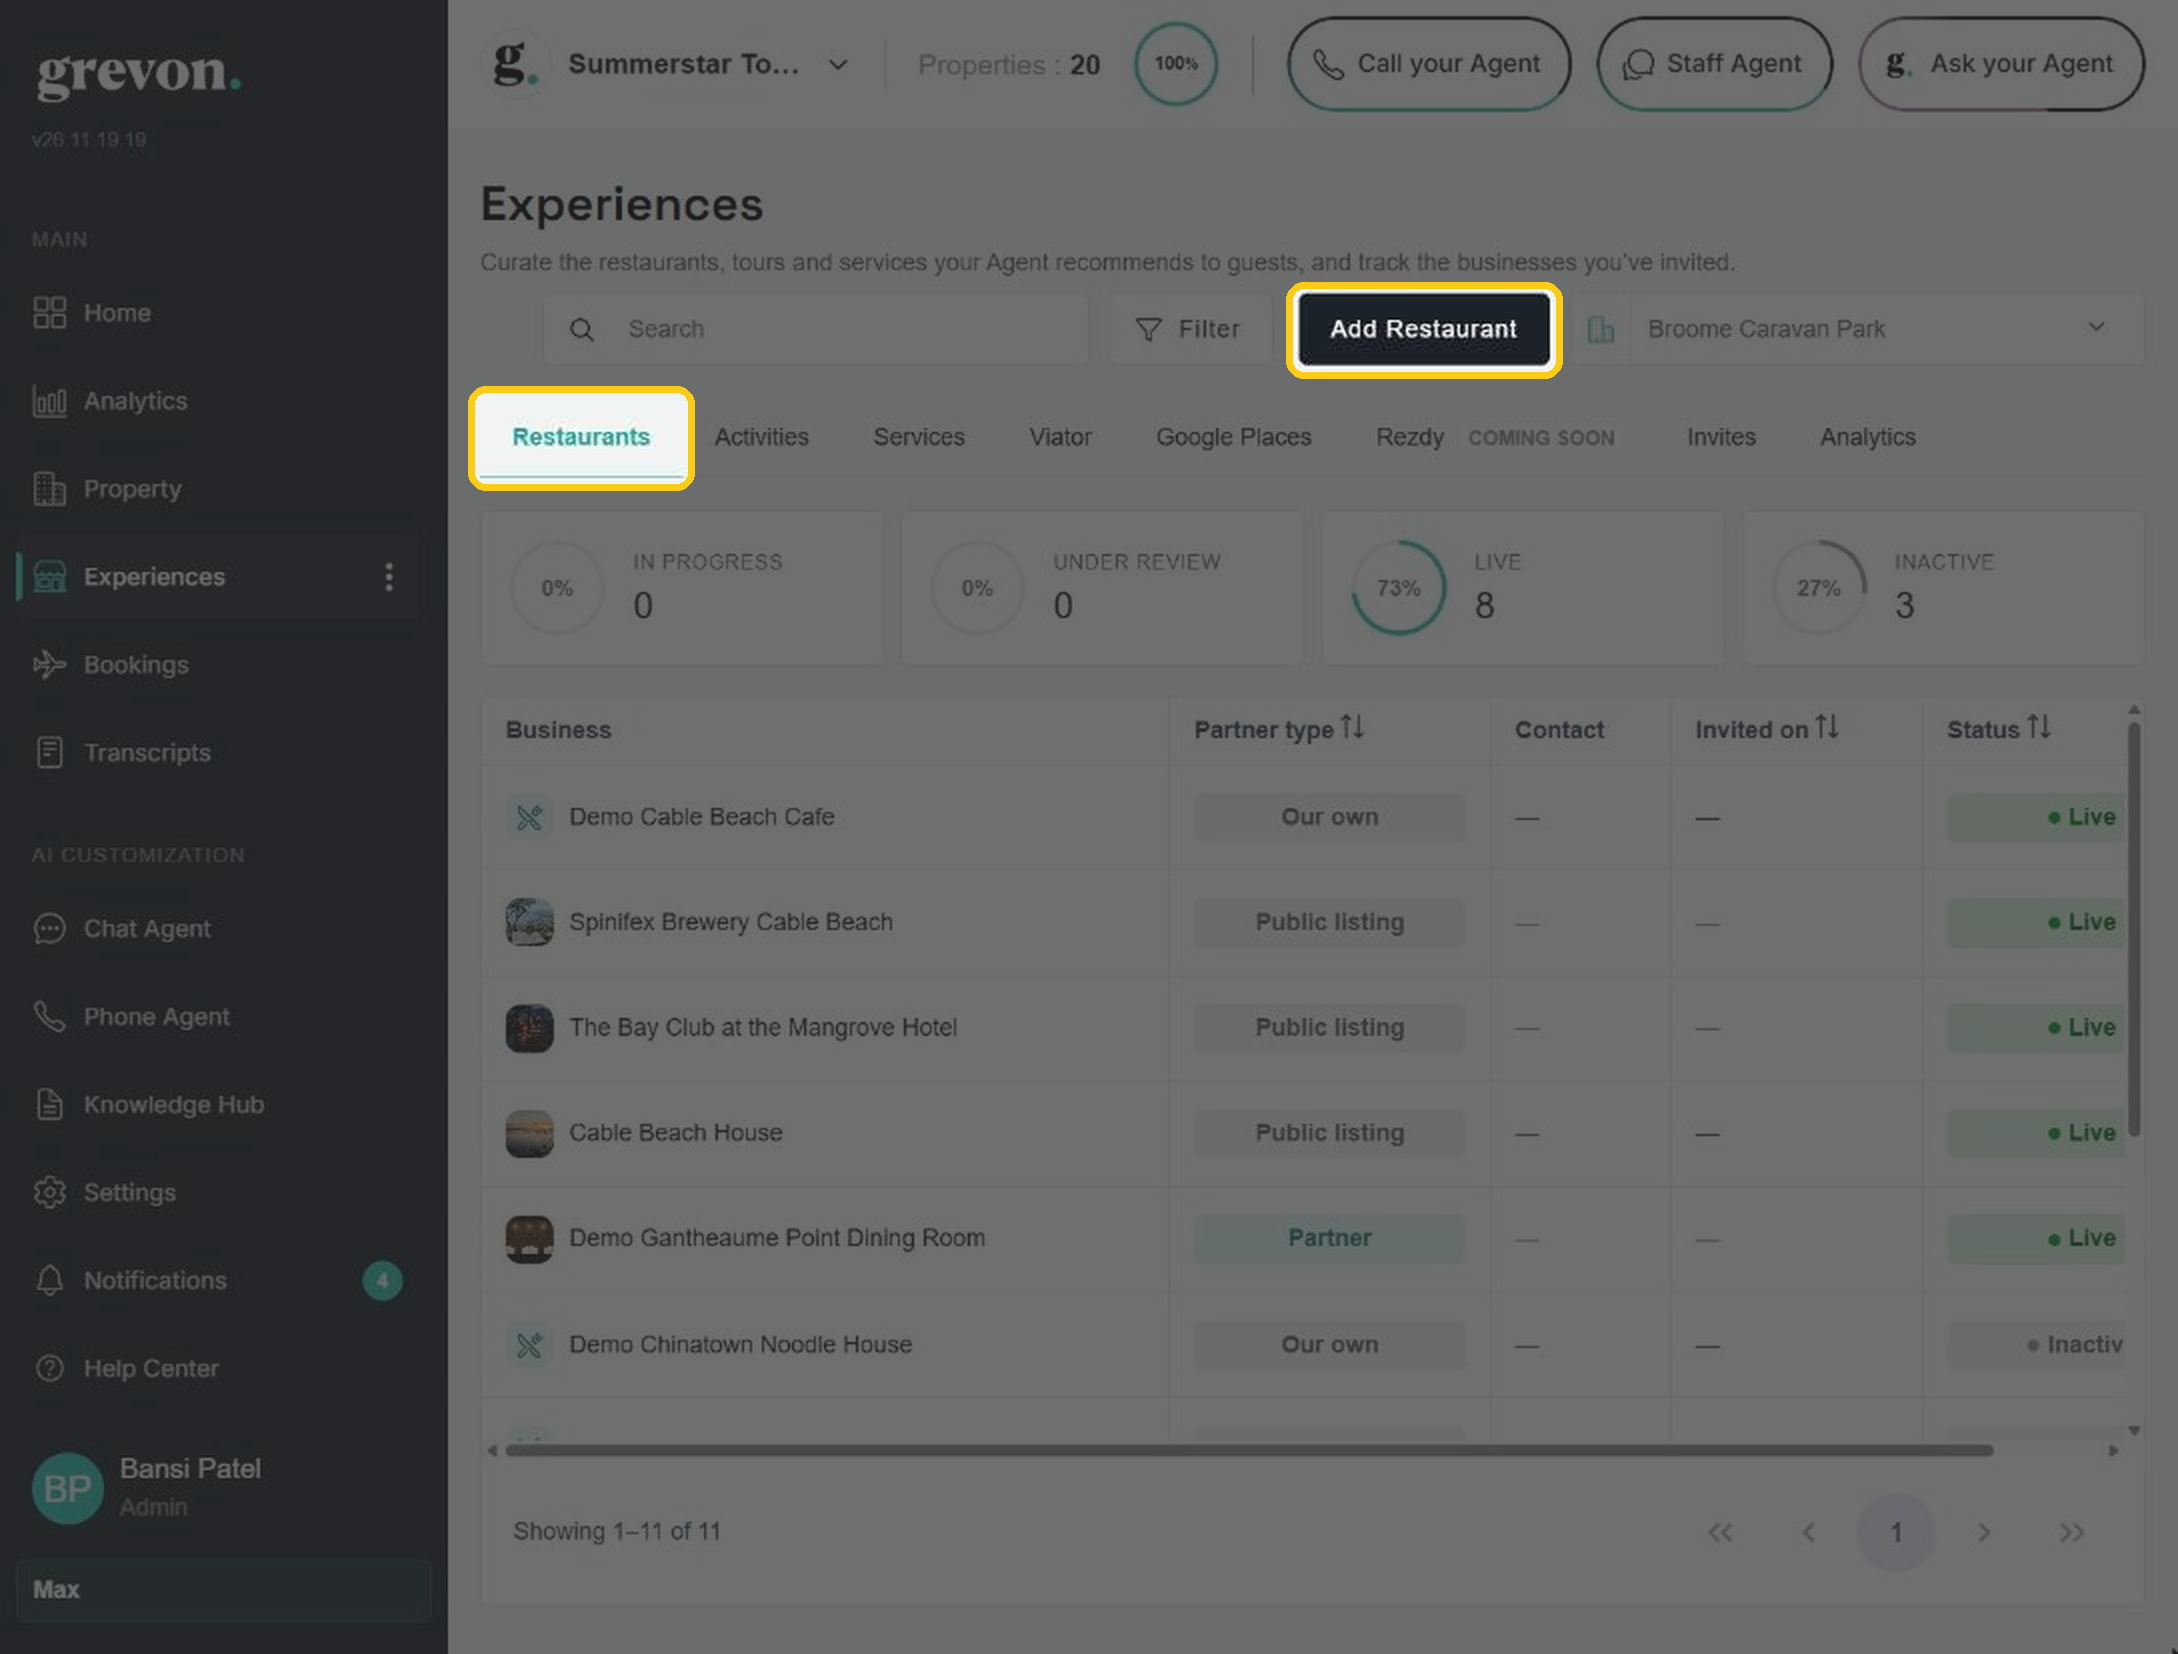 grevon.
v26.11.19.19
MAIN
Home
Analytics
Property
Experiences
Bookings
Transcripts
AI CUSTOMIZATION
Chat Agent
Phone Agent
Knowledge Hub
Settings
Notifications 4
Help Center
BP Bansi Patel
Admin
Max
g. Summerstar To... Properties : 20 100% Call your Agent Staff Agent g. Ask your Agent
Experiences
Curate the restaurants, tours and services your Agent recommends to guests, and track the businesses you've invited.
Search Filter Add Restaurant Broome Caravan Park
Restaurants Activities Services Viator Google Places Rezdy COMING SOON Invites Analytics
0% IN PROGRESS 0
0% UNDER REVIEW 0
73% LIVE 8
27% INACTIVE 3
Business Partner type Contact Invited on Status
Demo Cable Beach Cafe Our own — — Live
Spinifex Brewery Cable Beach Public listing — — Live
The Bay Club at the Mangrove Hotel Public listing — — Live
Cable Beach House Public listing — — Live
Demo Gantheaume Point Dining Room Partner — — Live
Demo Chinatown Noodle House Our own — — Inactiv
Showing 1–11 of 11 1